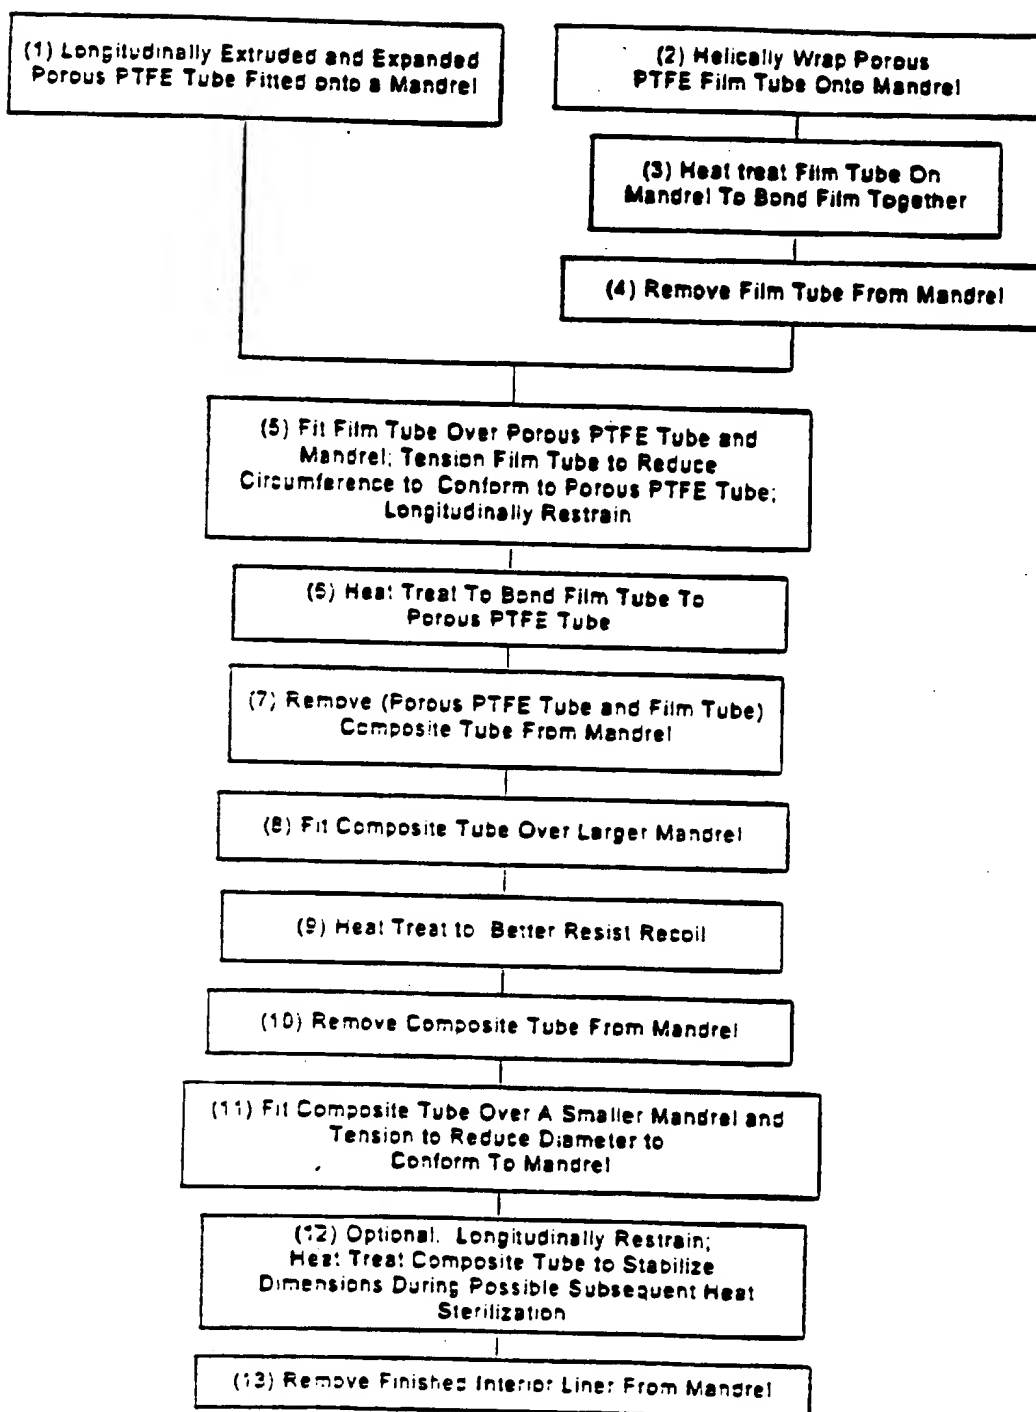 (1) Longitudinally Extruded and Expanded
Porous PTFE Tube Fitted onto a Mandrel
(2) Helically Wrap Porous
PTFE Film Tube Onto Mandrel
(3) Heat treat Film Tube On
Mandrel To Bond Film Together
(4) Remove Film Tube From Mandrel
(5) Fit Film Tube Over Porous PTFE Tube and
Mandrel; Tension Film Tube to Reduce
Circumference to Conform to Porous PTFE Tube;
Longitudinally Restrain
(6) Heat Treat To Bond Film Tube To
Porous PTFE Tube
(7) Remove (Porous PTFE Tube and Film Tube)
Composite Tube From Mandrel
(8) Fit Composite Tube Over Larger Mandrel
(9) Heat Treat to Better Resist Recoil
(10) Remove Composite Tube From Mandrel
(11) Fit Composite Tube Over A Smaller Mandrel and
Tension to Reduce Diameter to
Conform To Mandrel
(12) Optional. Longitudinally Restrain;
Heat Treat Composite Tube to Stabilize
Dimensions During Possible Subsequent Heat
Sterilization
(13) Remove Finished Interior Liner From Mandrel